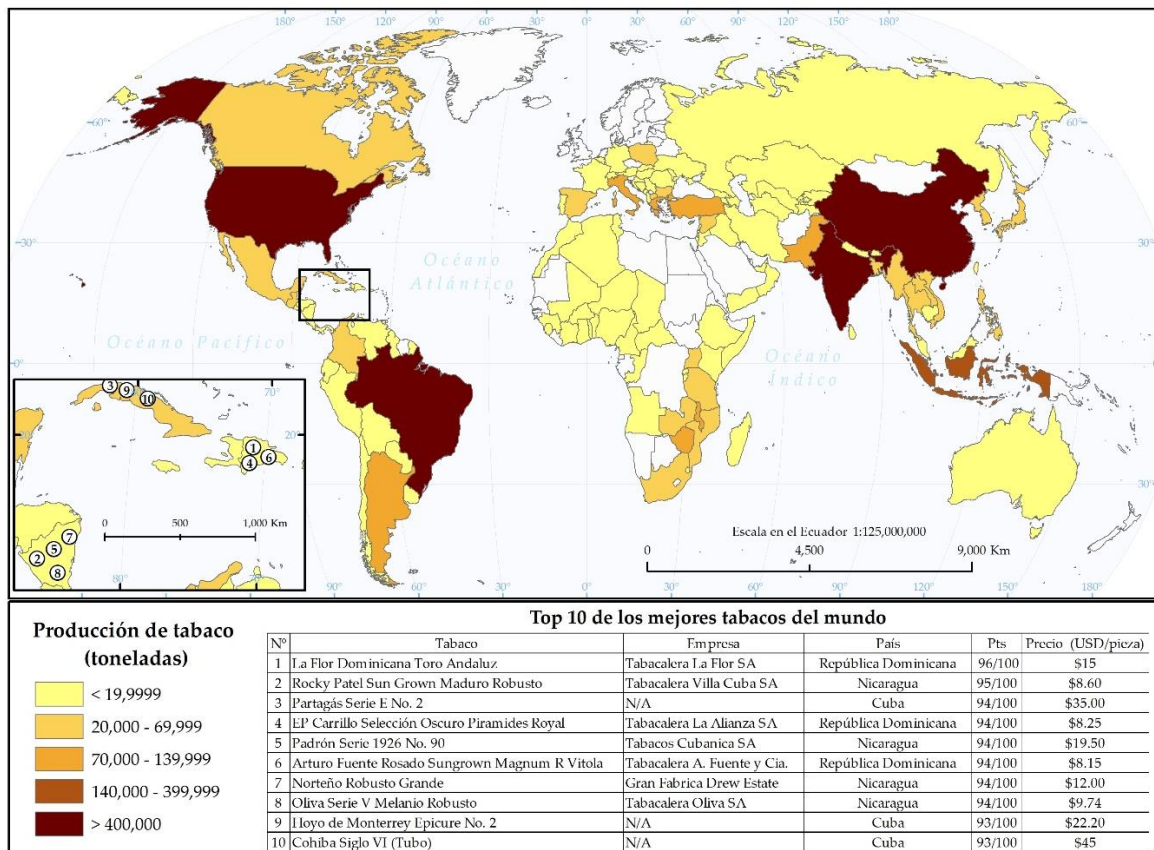 180° 150° 120° 90° 60° 30° 0° 30° 60° 90° 120° 150° 180°
60° 60°
30° 30°
Océano
Atlántico
Océano Pacífico
0° 0°
Océano
Índico
30° 30°
90° 60° 30° 0° 30° 60° 90° 120° 150° 180°
Escala en el Ecuador 1:125,000,000
0 4,500 9,000 Km
70°
3 9 10
20° 20°
1
4 6
0 500 1,000 Km
7
5
2
8
80° 70°
Producción de tabaco
(toneladas)
< 19,9999
20,000 - 69,999
70,000 - 139,999
140,000 - 399,999
> 400,000
Top 10 de los mejores tabacos del mundo
Nº Tabaco Empresa País Pts Precio (USD/pieza)
1 La Flor Dominicana Toro Andaluz Tabacalera La Flor SA República Dominicana 96/100 $15
2 Rocky Patel Sun Grown Maduro Robusto Tabacalera Villa Cuba SA Nicaragua 95/100 $8.60
3 Partagás Serie E No. 2 N/A Cuba 94/100 $35.00
4 EP Carrillo Selección Oscuro Piramides Royal Tabacalera La Alianza SA República Dominicana 94/100 $8.25
5 Padrón Serie 1926 No. 90 Tabacos Cubanica SA Nicaragua 94/100 $19.50
6 Arturo Fuente Rosado Sungrown Magnum R Vitola Tabacalera A. Fuente y Cia. República Dominicana 94/100 $8.15
7 Norteño Robusto Grande Gran Fabrica Drew Estate Nicaragua 94/100 $12.00
8 Oliva Serie V Melanio Robusto Tabacalera Oliva SA Nicaragua 94/100 $9.74
9 Hoyo de Monterrey Epicure No. 2 N/A Cuba 93/100 $22.20
10 Cohiba Siglo VI (Tubo) N/A Cuba 93/100 $45